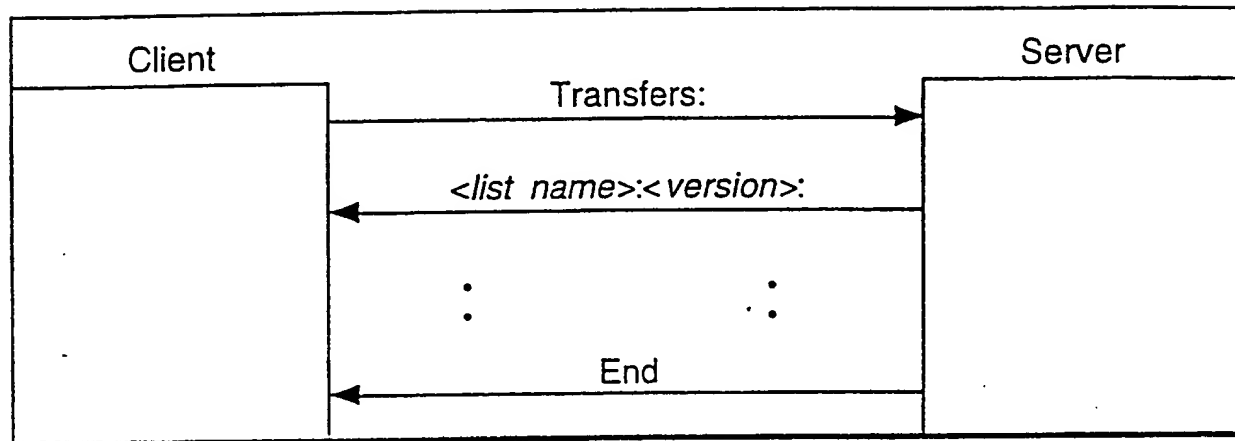 Client
Server
Transfers:
<list name>:<version>:
: :
End